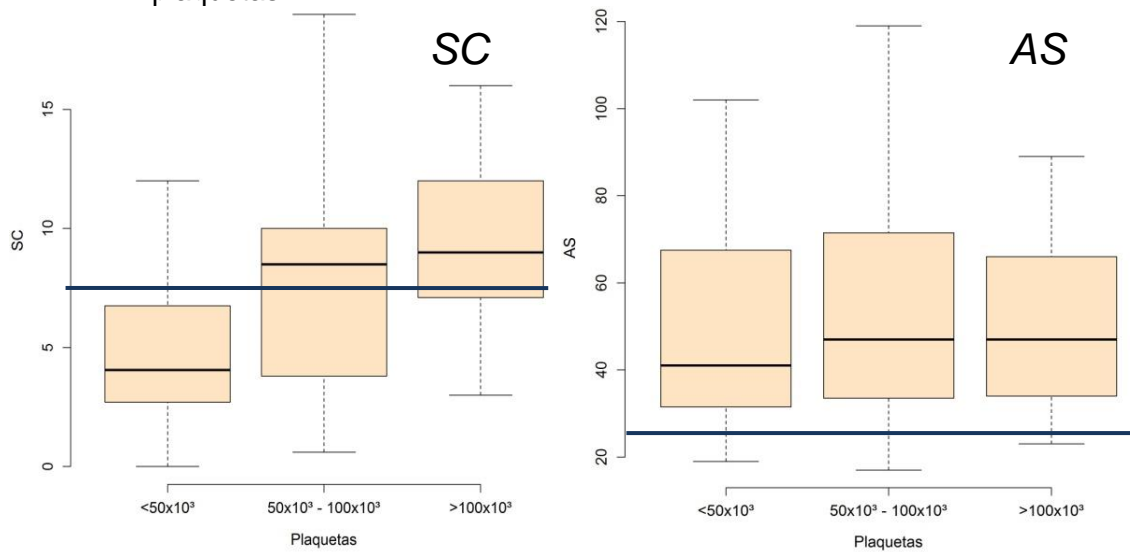 plaquetas
SC
SC
15
10
5
0
<50x10³
50x10³ - 100x10³
>100x10³
Plaquetas
AS
AS
120
100
80
60
40
20
<50x10³
50x10³ - 100x10³
>100x10³
Plaquetas